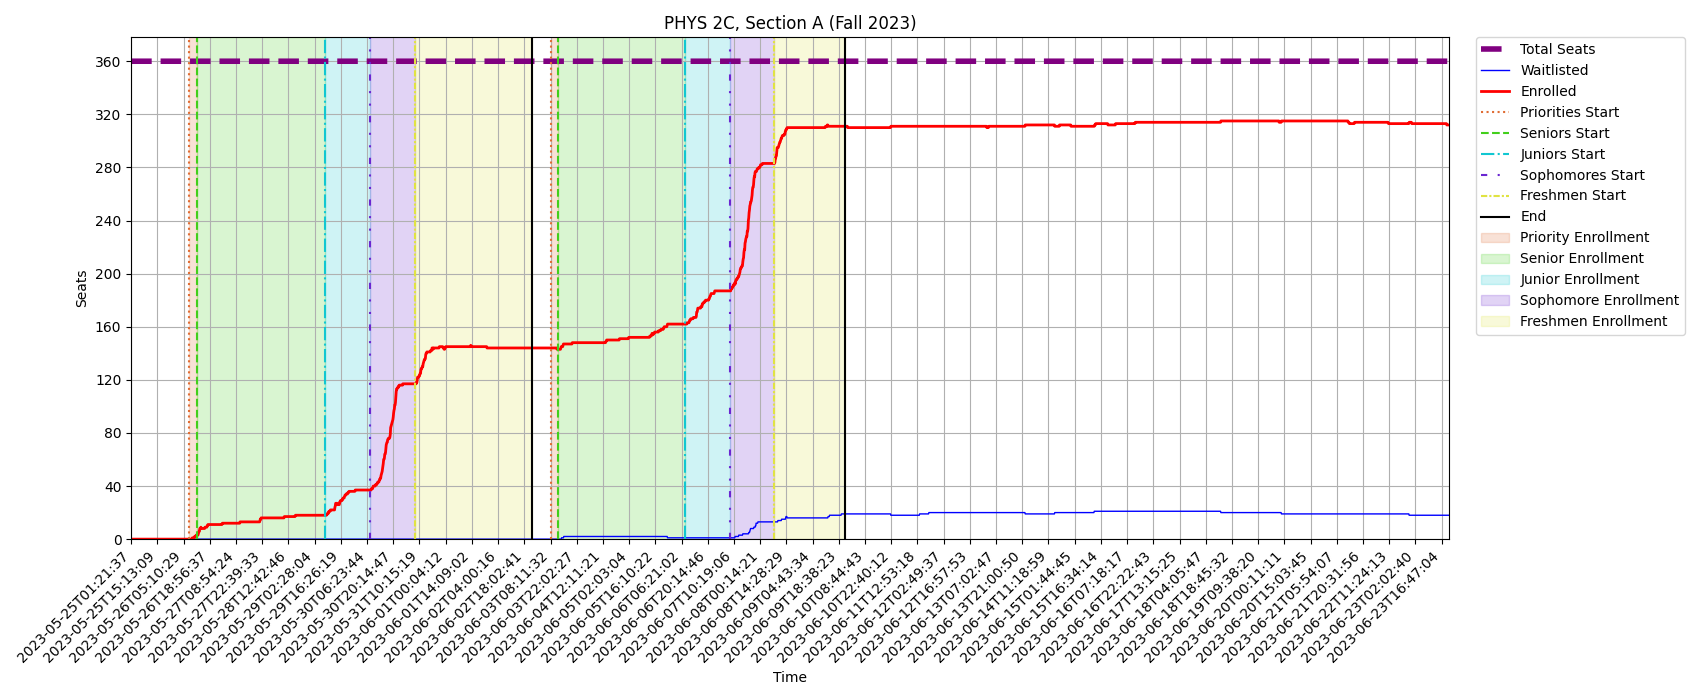 PHYS 2C, Section A (Fall 2023)
360
320
280
240
200
160
120
80
40
0
Seats
2023-05-25T01:21:37
2023-05-25T15:13:09
2023-05-26T05:10:29
2023-05-26T18:56:37
2023-05-27T08:54:24
2023-05-27T22:39:33
2023-05-28T12:42:46
2023-05-29T02:28:04
2023-05-29T16:26:19
2023-05-30T06:23:44
2023-05-30T20:14:47
2023-05-31T10:15:19
2023-06-01T00:04:12
2023-06-01T14:09:02
2023-06-02T04:00:16
2023-06-02T18:02:41
2023-06-03T08:11:32
2023-06-03T22:02:27
2023-06-04T12:11:21
2023-06-05T02:03:04
2023-06-05T16:10:22
2023-06-06T06:21:02
2023-06-06T20:14:46
2023-06-07T10:19:06
2023-06-08T00:14:21
2023-06-08T14:28:29
2023-06-09T04:43:34
2023-06-09T18:38:23
2023-06-10T08:44:43
2023-06-10T22:40:12
2023-06-11T12:53:18
2023-06-12T02:49:37
2023-06-12T16:57:53
2023-06-13T07:02:47
2023-06-13T21:00:50
2023-06-14T11:18:59
2023-06-15T01:44:45
2023-06-15T16:34:14
2023-06-16T07:18:17
2023-06-16T22:22:43
2023-06-17T13:15:25
2023-06-18T04:05:47
2023-06-18T18:45:32
2023-06-19T09:38:20
2023-06-20T00:11:11
2023-06-20T15:03:45
2023-06-21T05:54:07
2023-06-21T20:31:56
2023-06-22T11:24:13
2023-06-23T02:02:40
2023-06-23T16:47:04
Time
Total Seats
Waitlisted
Enrolled
Priorities Start
Seniors Start
Juniors Start
Sophomores Start
Freshmen Start
End
Priority Enrollment
Senior Enrollment
Junior Enrollment
Sophomore Enrollment
Freshmen Enrollment